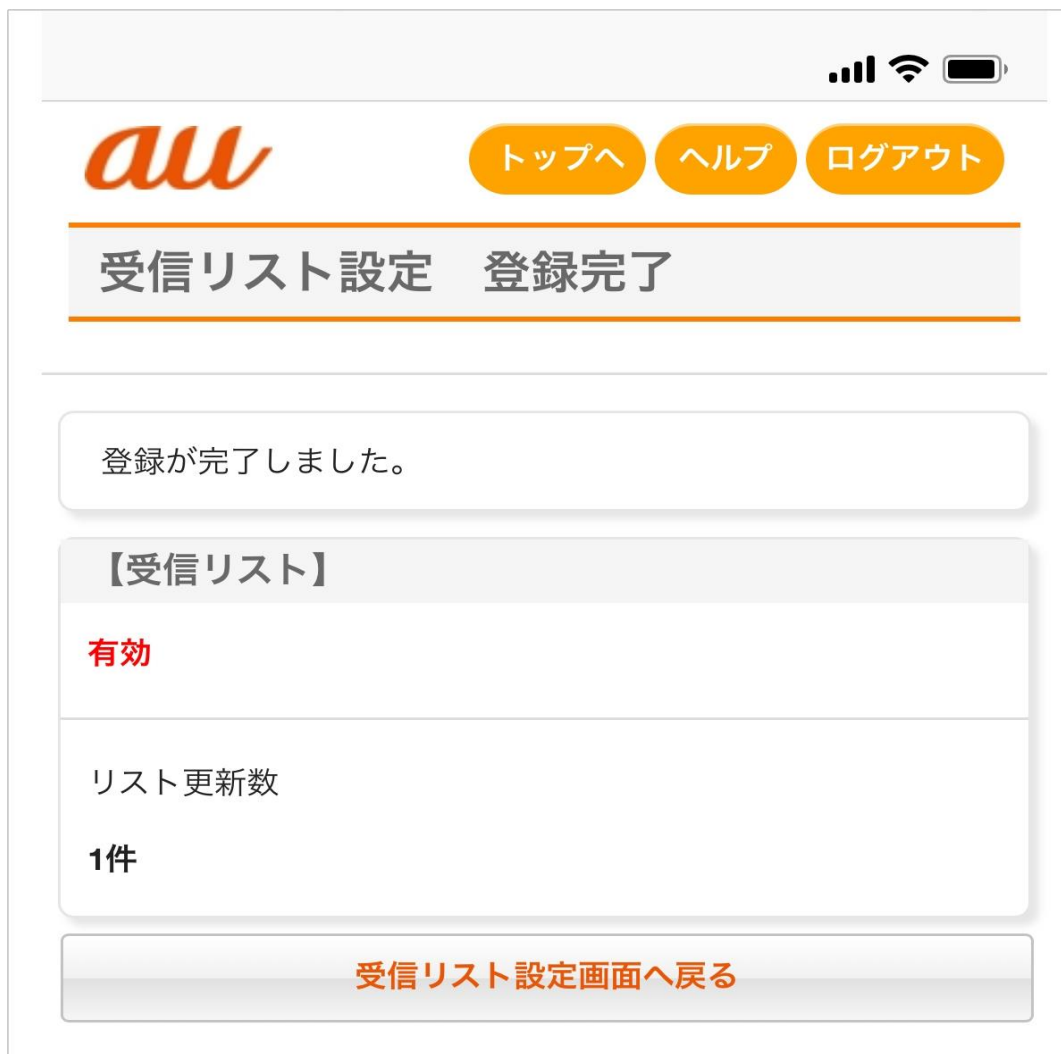 au
トップへ ヘルプ ログアウト
受信リスト設定　登録完了
登録が完了しました。
【受信リスト】
有効
リスト更新数
1件
受信リスト設定画面へ戻る